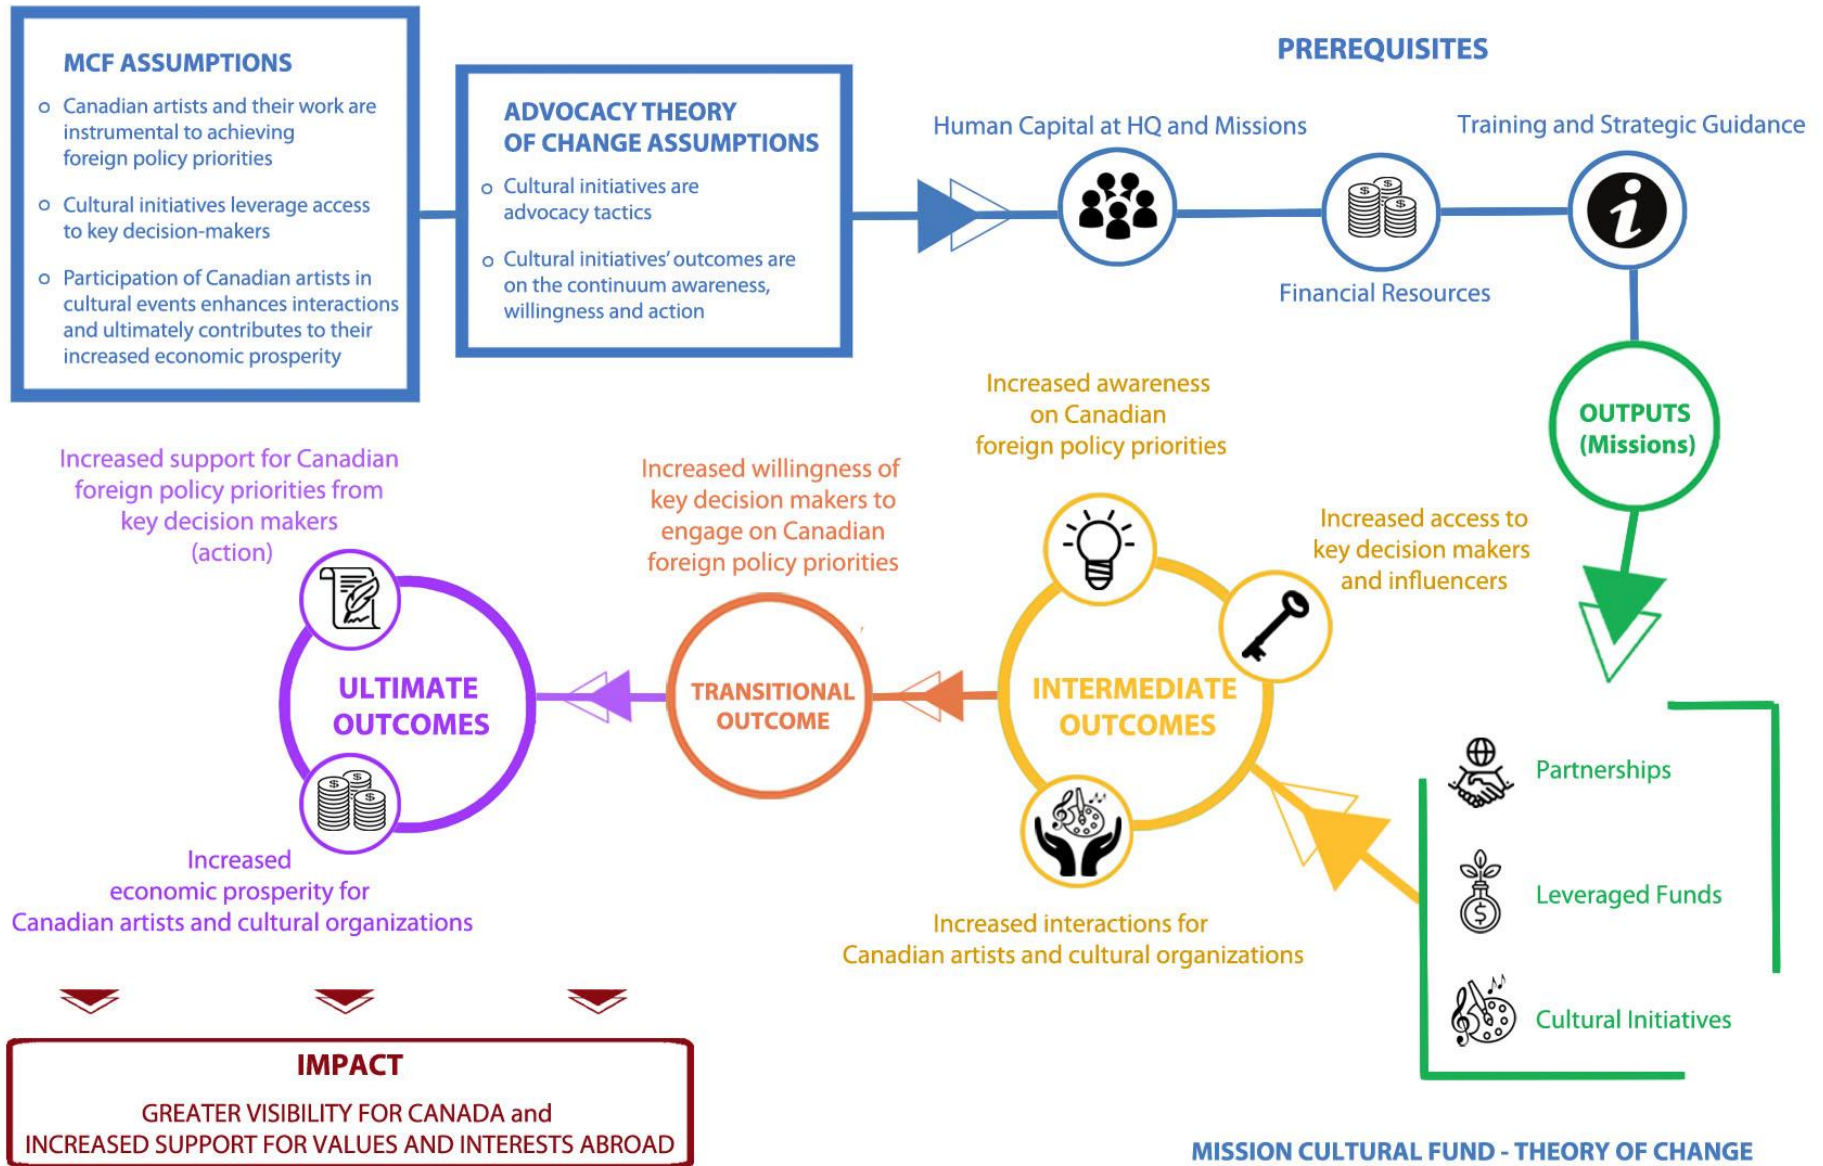 MCF ASSUMPTIONS
Canadian artists and their work are
instrumental to achieving
foreign policy priorities
Cultural initiatives leverage access
to key decision-makers
Participation of Canadian artists in
cultural events enhances interactions
and ultimately contributes to their
increased economic prosperity
ADVOCACY THEORY
OF CHANGE ASSUMPTIONS
Cultural initiatives are
advocacy tactics
Cultural initiatives' outcomes are
on the continuum awareness,
willingness and action
PREREQUISITES
Human Capital at HQ and Missions
Financial Resources
Training and Strategic Guidance
OUTPUTS
(Missions)
Partnerships
Leveraged Funds
Cultural Initiatives
Increased awareness
on Canadian
foreign policy priorities
Increased access to
key decision makers
and influencers
INTERMEDIATE
OUTCOMES
Increased interactions for
Canadian artists and cultural organizations
Increased willingness of
key decision makers to
engage on Canadian
foreign policy priorities
TRANSITIONAL
OUTCOME
Increased support for Canadian
foreign policy priorities from
key decision makers
(action)
ULTIMATE
OUTCOMES
Increased
economic prosperity for
Canadian artists and cultural organizations
IMPACT
GREATER VISIBILITY FOR CANADA and
INCREASED SUPPORT FOR VALUES AND INTERESTS ABROAD
MISSION CULTURAL FUND - THEORY OF CHANGE